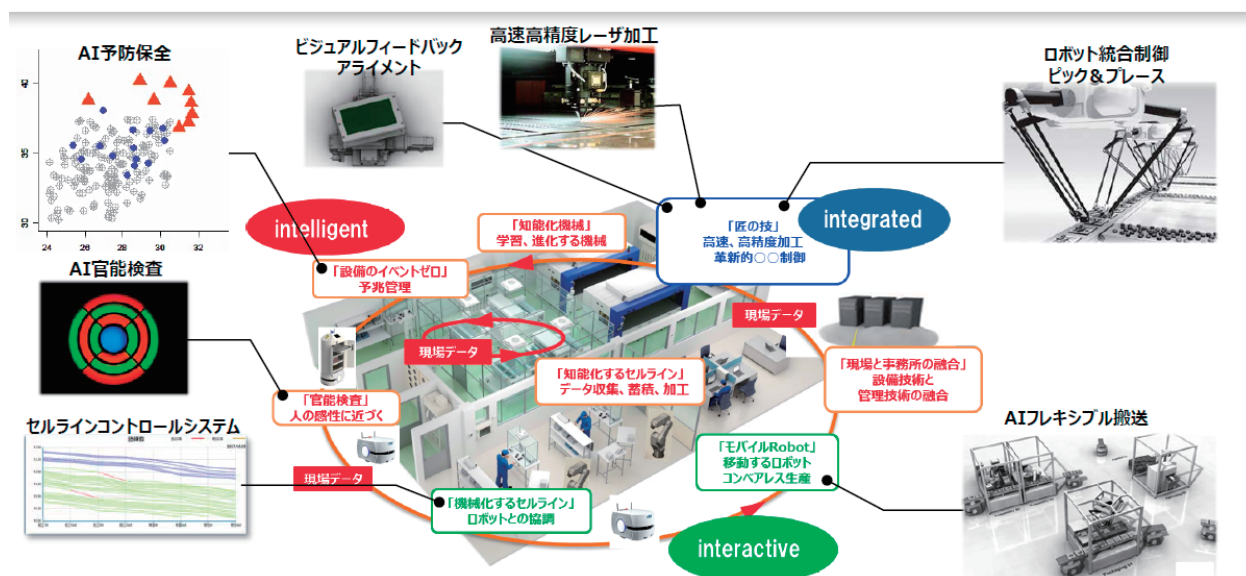 AI予防保全
40
35
30
24
26
28
30
32
ビジュアルフィードバック
アライメント
高速高精度レーザ加工
ロボット統合制御
ピック&プレース
intelligent
「知能化機械」
学習、進化する機械
「匠の技」
高速、高精度加工
革新的〇〇制御
integrated
AI官能検査
「設備のイベントゼロ」
予兆管理
現場データ
現場データ
「知能化するセルライン」
データ収集、蓄積、加工
「現場と事務所の融合」
設備技術と
管理技術の融合
「官能検査」
人の感性に近づく
セルラインコントロールシステム
現場データ
「機械化するセルライン」
ロボットとの協調
「モバイルRobot」
移動するロボット
コンベアレス生産
AIフレキシブル搬送
interactive